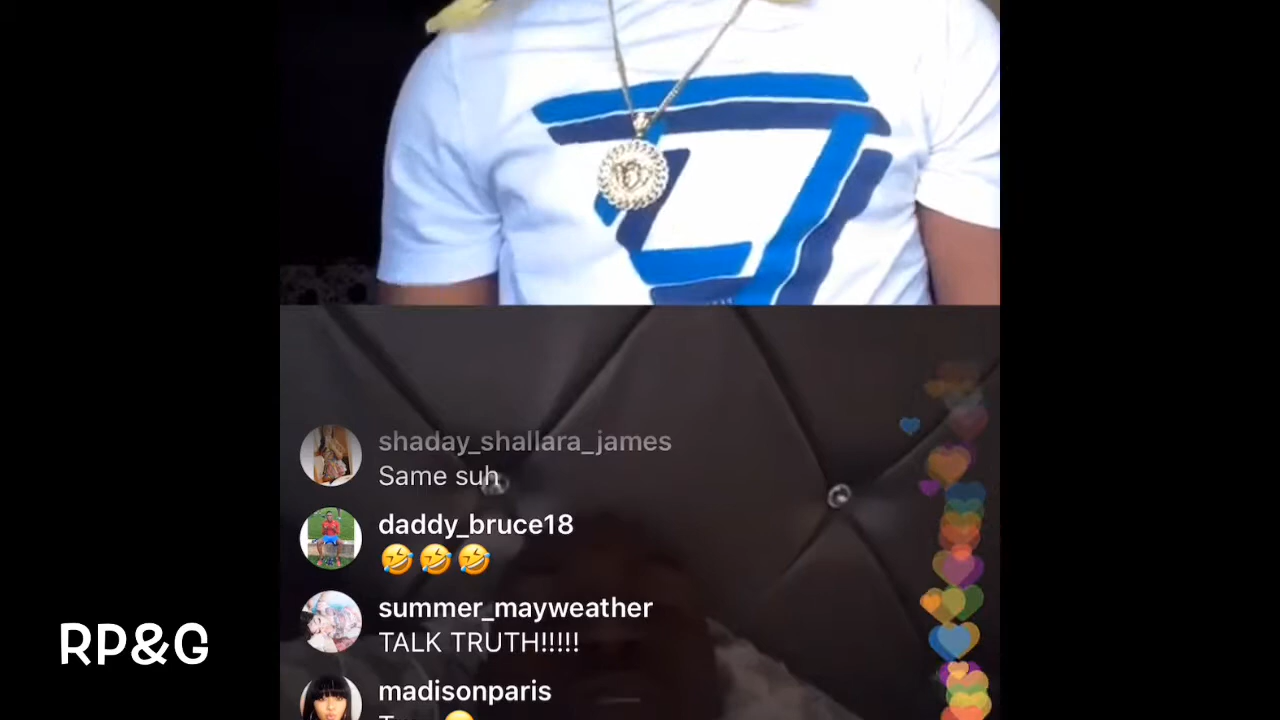 shaday_shallara_james
Same suh
daddy_bruce18
🤣🤣🤣
summer_mayweather
TALK TRUTH!!!!!
madisonparis
RP&G